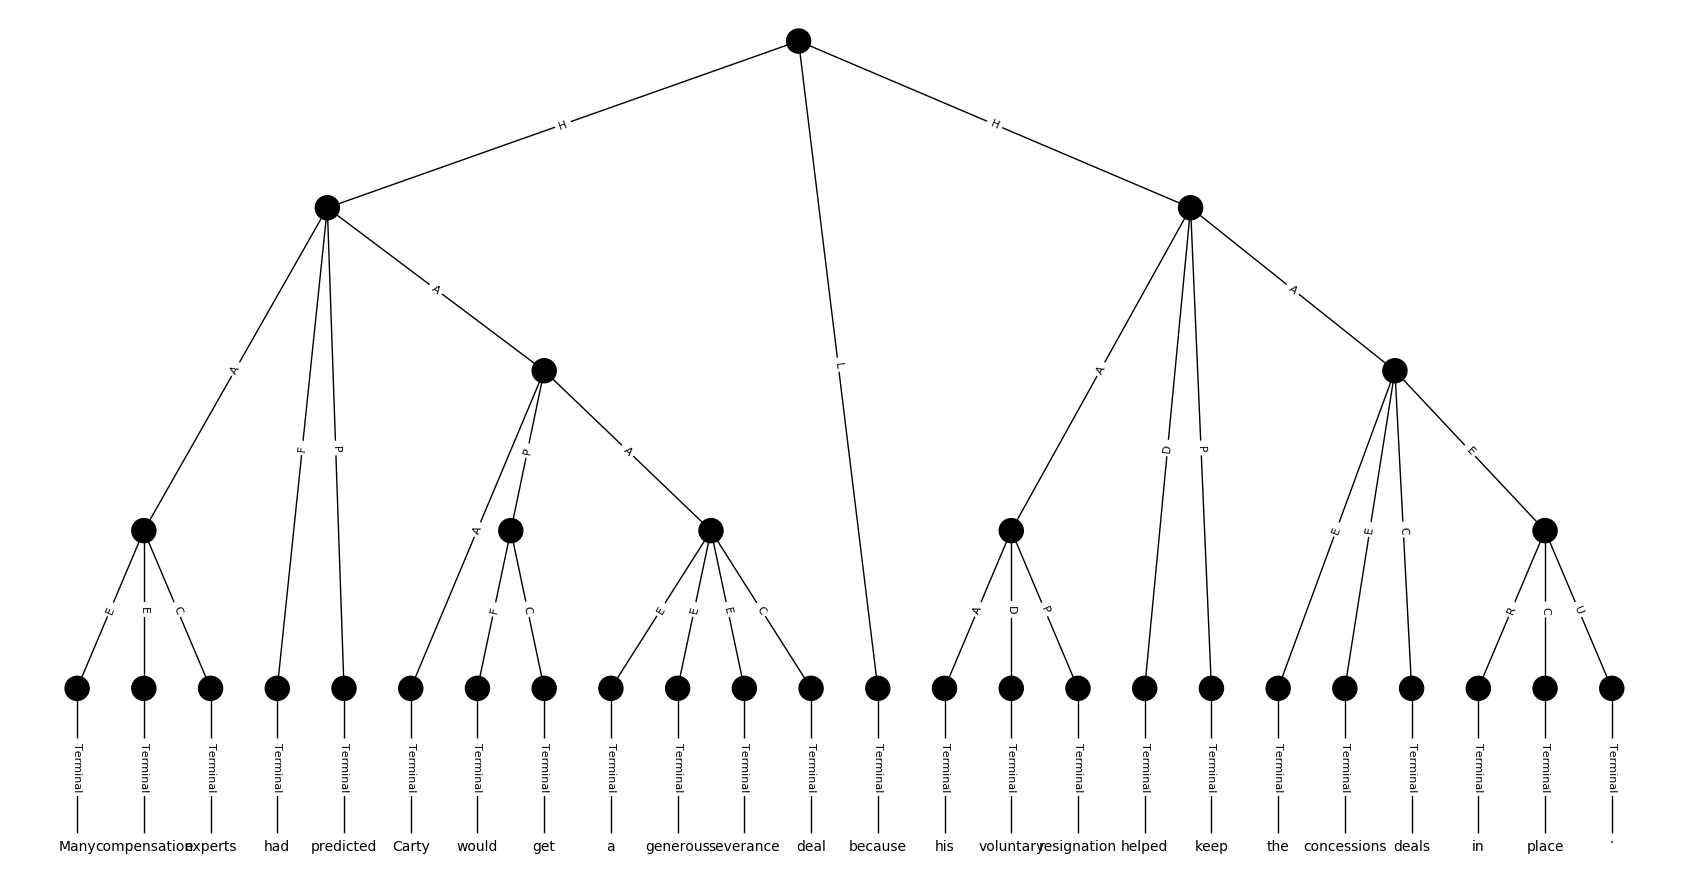 H
H
A
A
A
L
A
F
P
P
A
D
P
E
A
E
E
C
E
E
C
A
F
C
E
E
E
C
A
D
P
R
C
U
Terminal Terminal Terminal Terminal Terminal Terminal Terminal Terminal Terminal Terminal Terminal Terminal Terminal Terminal Terminal Terminal Terminal Terminal Terminal Terminal Terminal Terminal Terminal Terminal
Many compensation experts had predicted Carty would get a generous severance deal because his voluntary resignation helped keep the concessions deals in place .